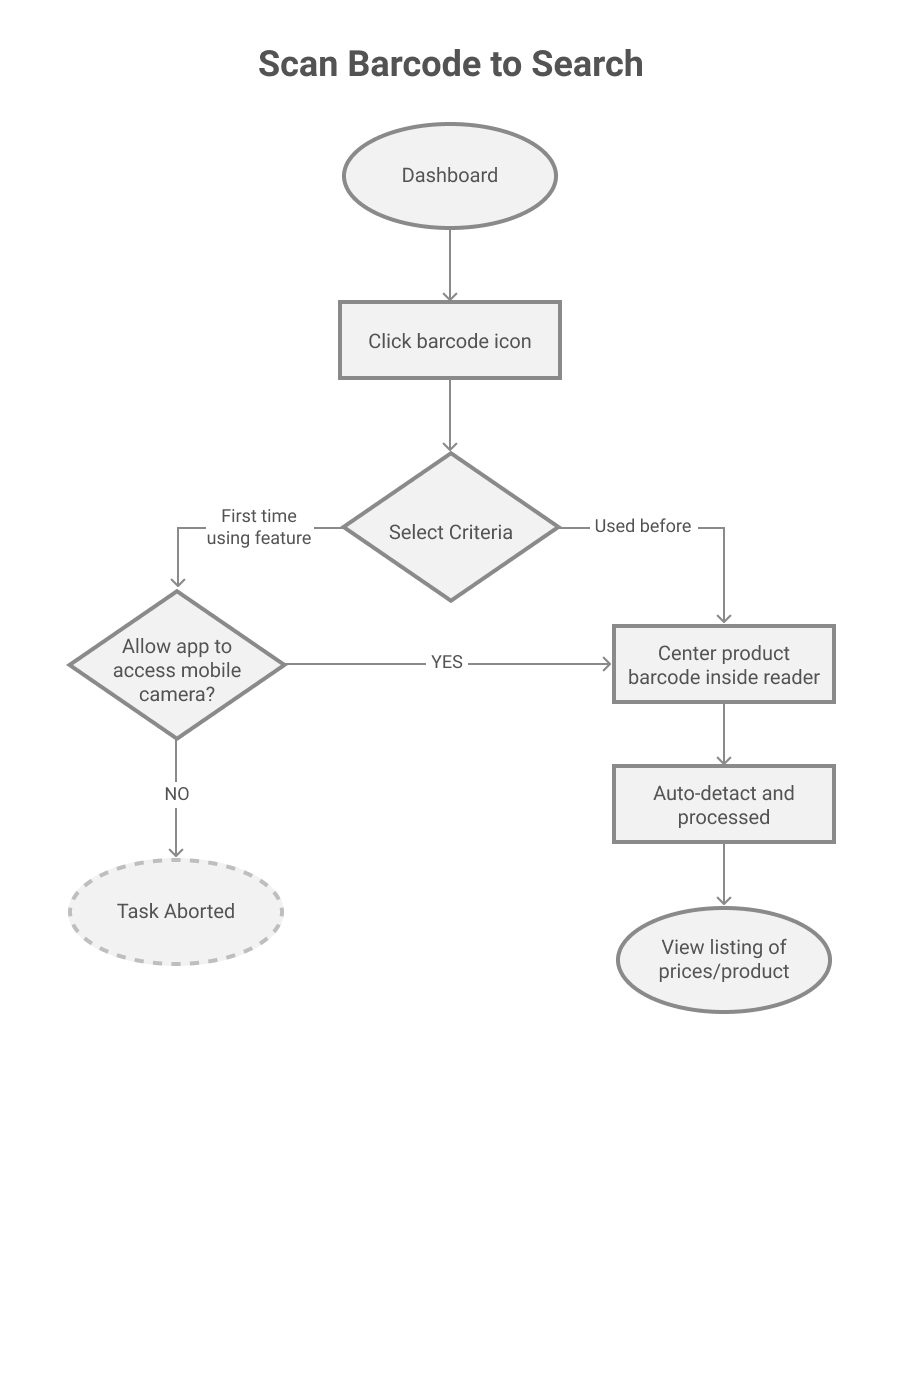 Scan Barcode to Search
Dashboard
Click barcode icon
Select Criteria
First time
using feature
Used before
Allow app to
access mobile
camera?
YES
Center product
barcode inside reader
NO
Auto-detact and
processed
Task Aborted
View listing of
prices/product